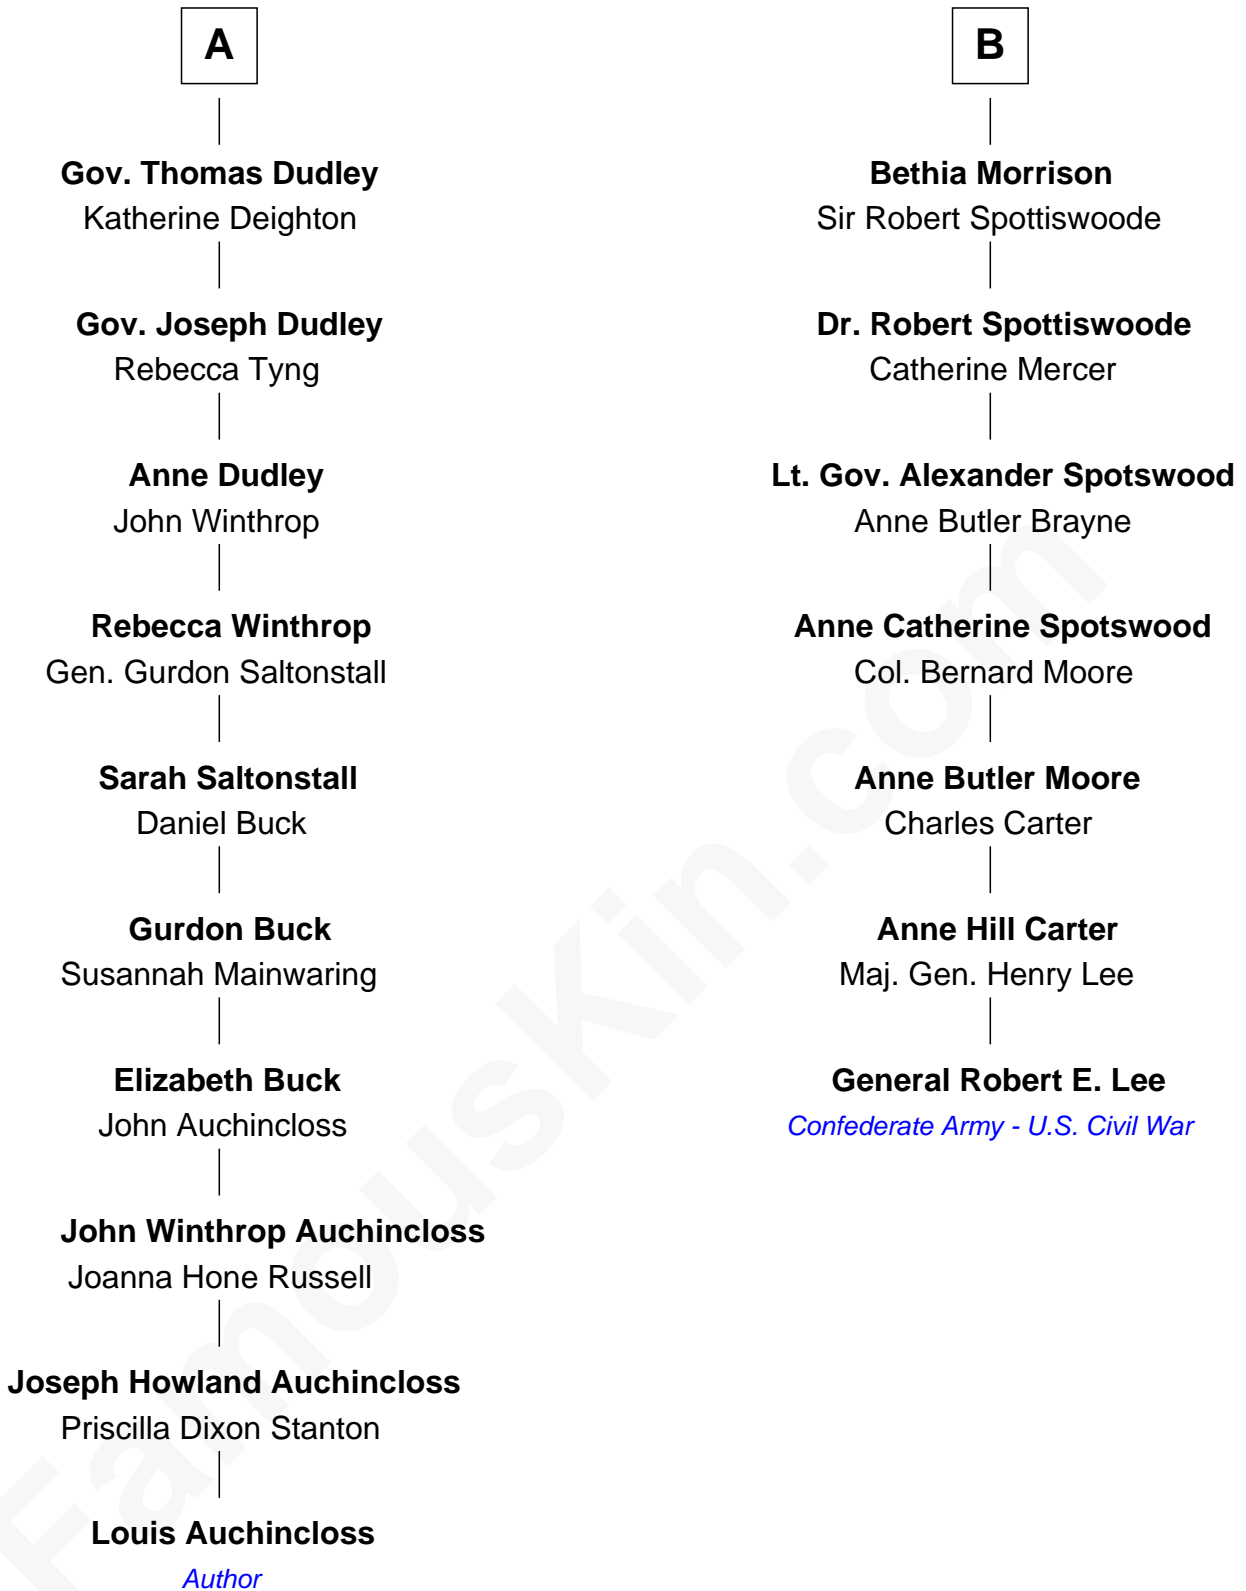 A
Gov. Thomas Dudley
Katherine Deighton
Gov. Joseph Dudley
Rebecca Tyng
Anne Dudley
John Winthrop
Rebecca Winthrop
Gen. Gurdon Saltonstall
Sarah Saltonstall
Daniel Buck
Gurdon Buck
Susannah Mainwaring
Elizabeth Buck
John Auchincloss
John Winthrop Auchincloss
Joanna Hone Russell
Joseph Howland Auchincloss
Priscilla Dixon Stanton
Louis Auchincloss
Author
B
Bethia Morrison
Sir Robert Spottiswoode
Dr. Robert Spottiswoode
Catherine Mercer
Lt. Gov. Alexander Spotswood
Anne Butler Brayne
Anne Catherine Spotswood
Col. Bernard Moore
Anne Butler Moore
Charles Carter
Anne Hill Carter
Maj. Gen. Henry Lee
General Robert E. Lee
Confederate Army - U.S. Civil War
FamousKin.com